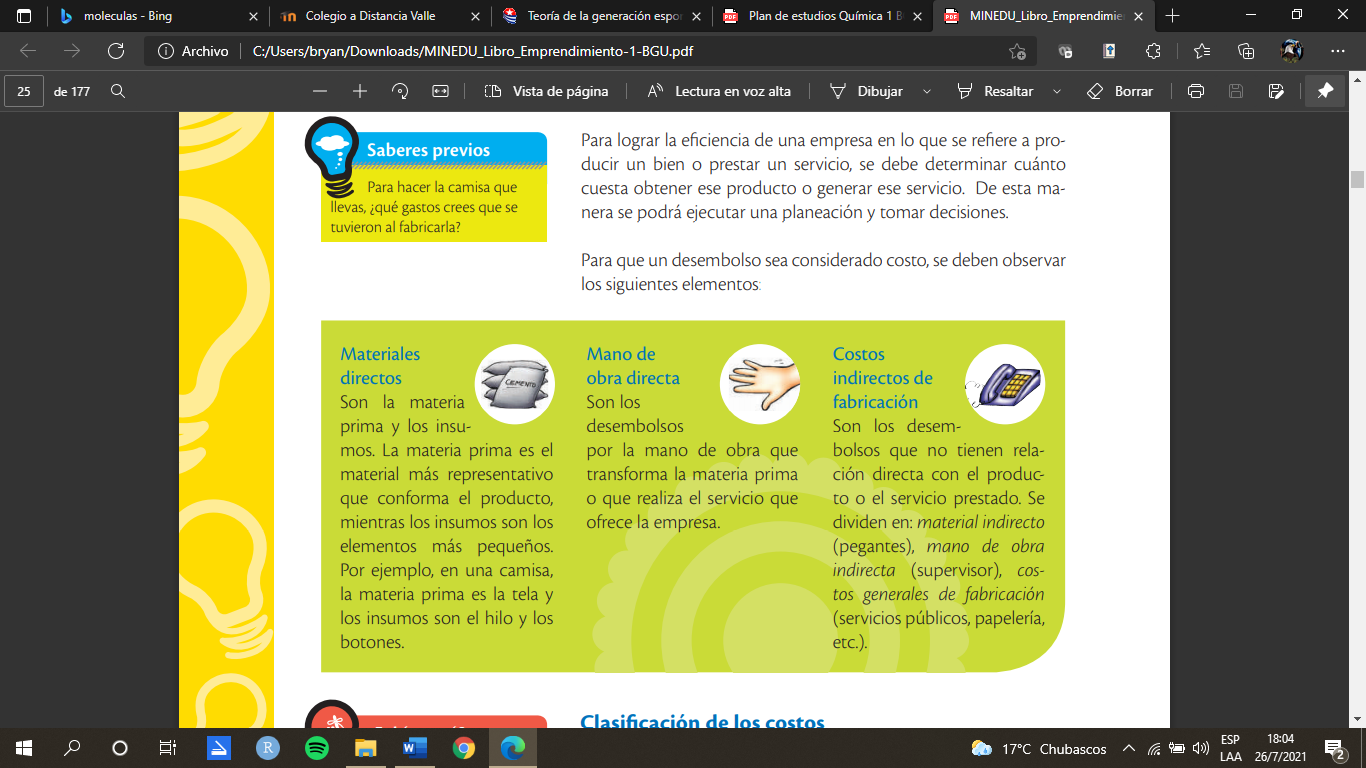 moleculas - Bing
Colegio a Distancia Valle
Teoría de la generación espor
Plan de estudios Química 1 B
MINEDU_Libro_Emprendimie
Archivo
C:/Users/bryan/Downloads/MINEDU_Libro_Emprendimiento-1-BGU.pdf
25 de 177
Vista de página
Lectura en voz alta
Dibujar
Resaltar
Borrar
Saberes previos
Para hacer la camisa que
llevas, ¿qué gastos crees que se
tuvieron al fabricarla?
Para lograr la eficiencia de una empresa en lo que se refiere a pro-
ducir un bien o prestar un servicio, se debe determinar cuánto
cuesta obtener ese producto o generar ese servicio. De esta ma-
nera se podrá ejecutar una planeación y tomar decisiones.
Para que un desembolso sea considerado costo, se deben observar
los siguientes elementos:
Materiales
directos
Son la materia
prima y los insu-
mos. La materia prima es el
material más representativo
que conforma el producto,
mientras los insumos son los
elementos más pequeños.
Por ejemplo, en una camisa,
la materia prima es la tela y
los insumos son el hilo y los
botones.
CEMENTO
Mano de
obra directa
Son los
desembolsos
por la mano de obra que
transforma la materia prima
o que realiza el servicio que
ofrece la empresa.
Costos
indirectos de
fabricación
Son los desem-
bolsos que no tienen rela-
ción directa con el produc-
to o el servicio prestado. Se
dividen en: material indirecto
(pegantes), mano de obra
indirecta (supervisor), cos-
tos generales de fabricación
(servicios públicos, papelería,
etc.).
Clasificación de los costos
17°C Chubascos
ESP
LAA
18:04
26/7/2021
2